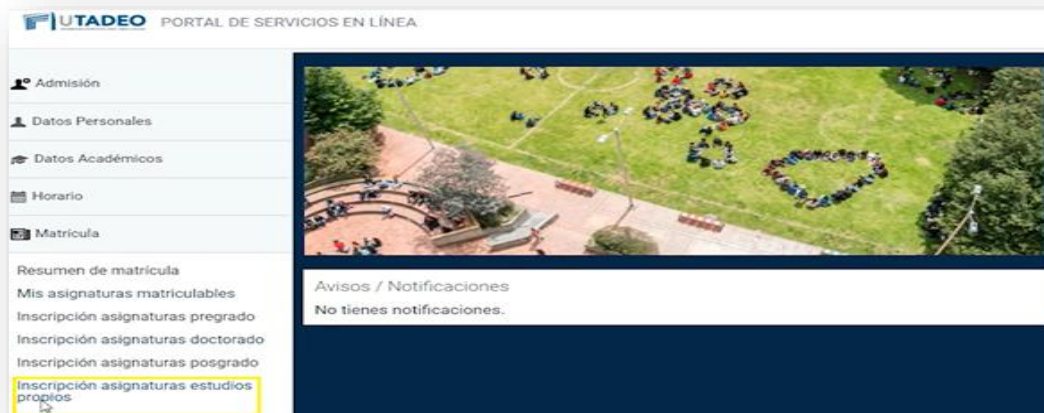 UTADEO PORTAL DE SERVICIOS EN LÍNEA
Admisión
Datos Personales
Datos Académicos
Horario
Matrícula
Resumen de matrícula
Mis asignaturas matriculables
Inscripción asignaturas pregrado
Inscripción asignaturas doctorado
Inscripción asignaturas posgrado
Inscripción asignaturas estudios
propios
Avisos / Notificaciones
No tienes notificaciones.